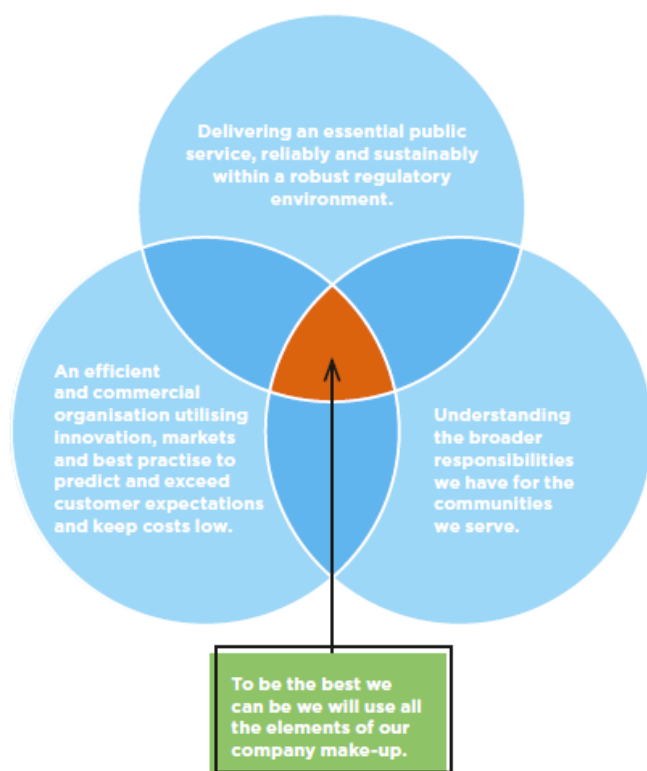 Delivering an essential public
service, reliably and sustainably
within a robust regulatory
environment.
An efficient
and commercial
organisation utilising
innovation, markets
and best practise to
predict and exceed
customer expectations
and keep costs low.
Understanding
the broader
responsibilities
we have for the
communities
we serve.
To be the best we
can be we will use all
the elements of our
company make-up.